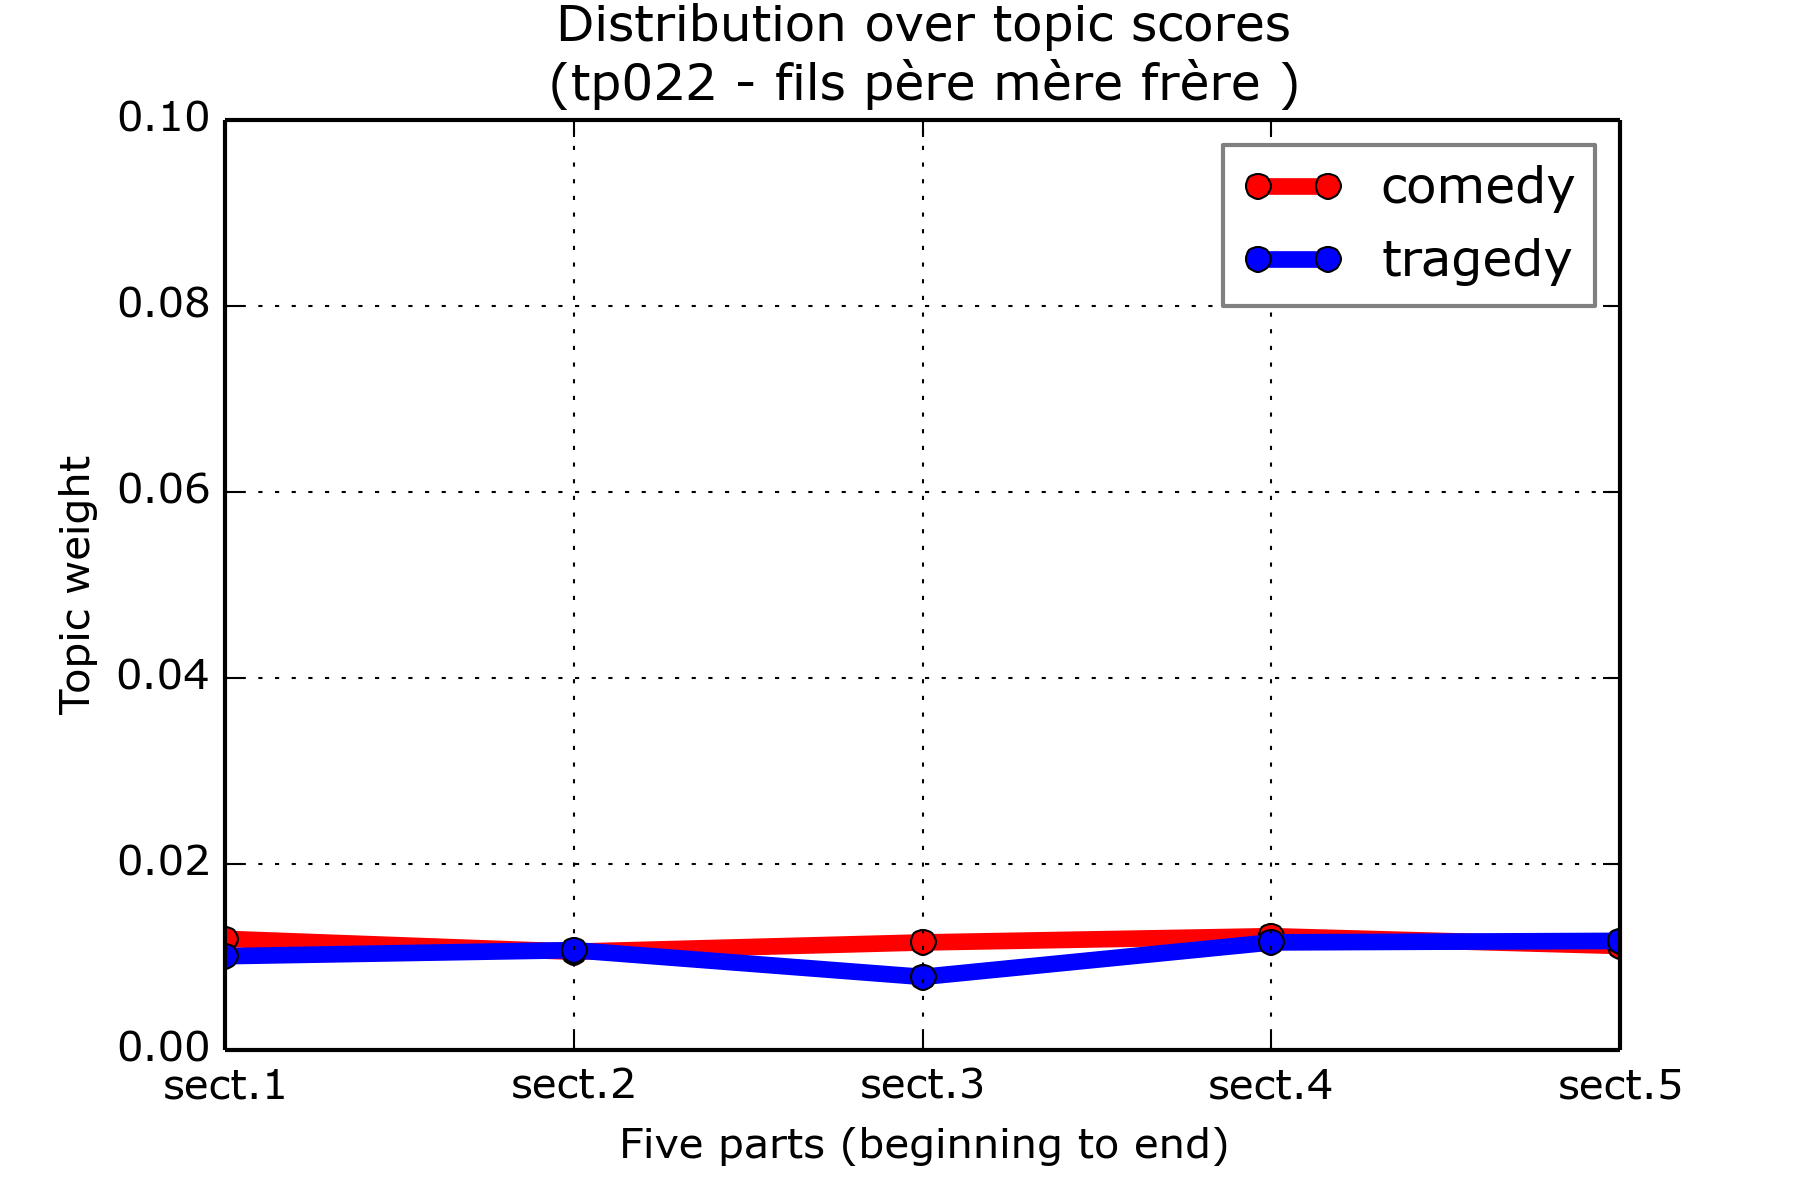 Distribution over topic scores
(tp022 - fils père mère frère )
0.10
0.08
0.06
0.04
0.02
0.00
Topic weight
comedy
tragedy
sect.1 sect.2 sect.3 sect.4 sect.5
Five parts (beginning to end)